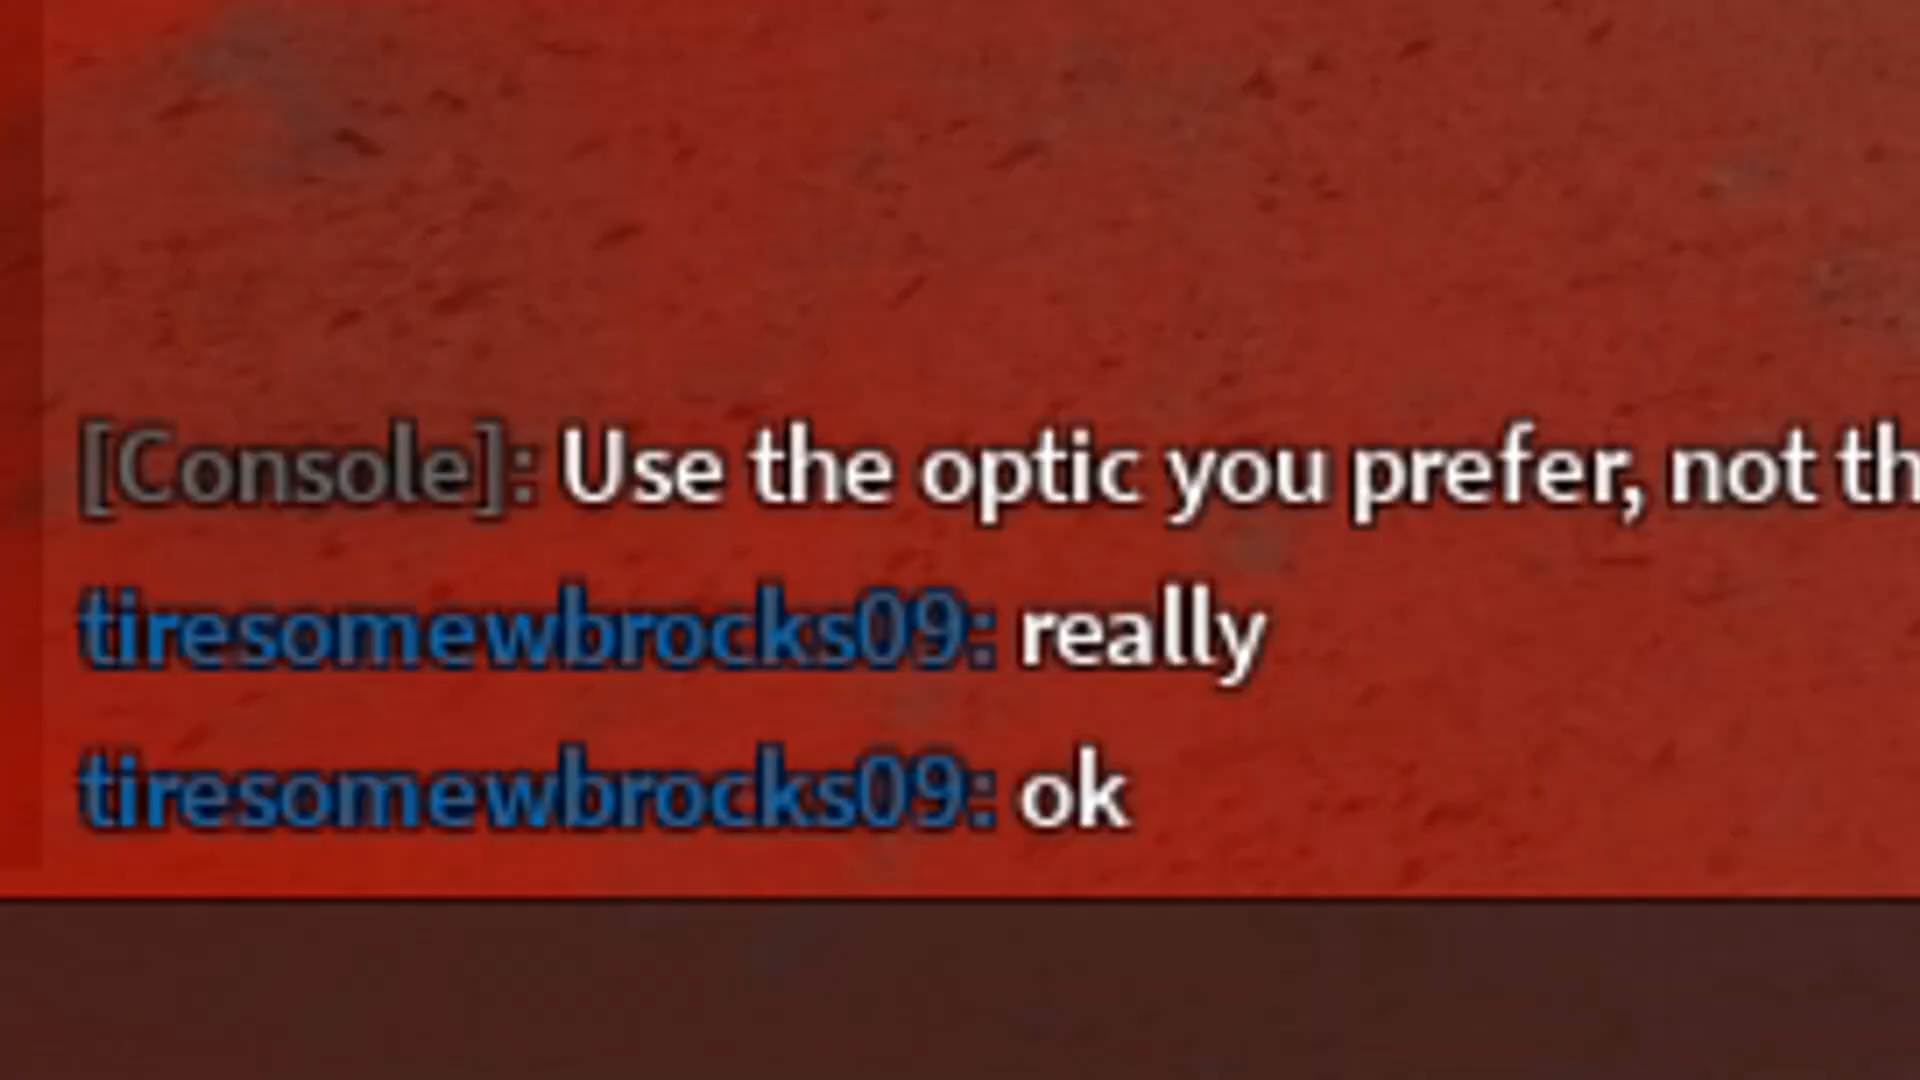 [Console]: Use the optic you prefer, not th
tiresomewbrocks09: really
tiresomewbrocks09: ok